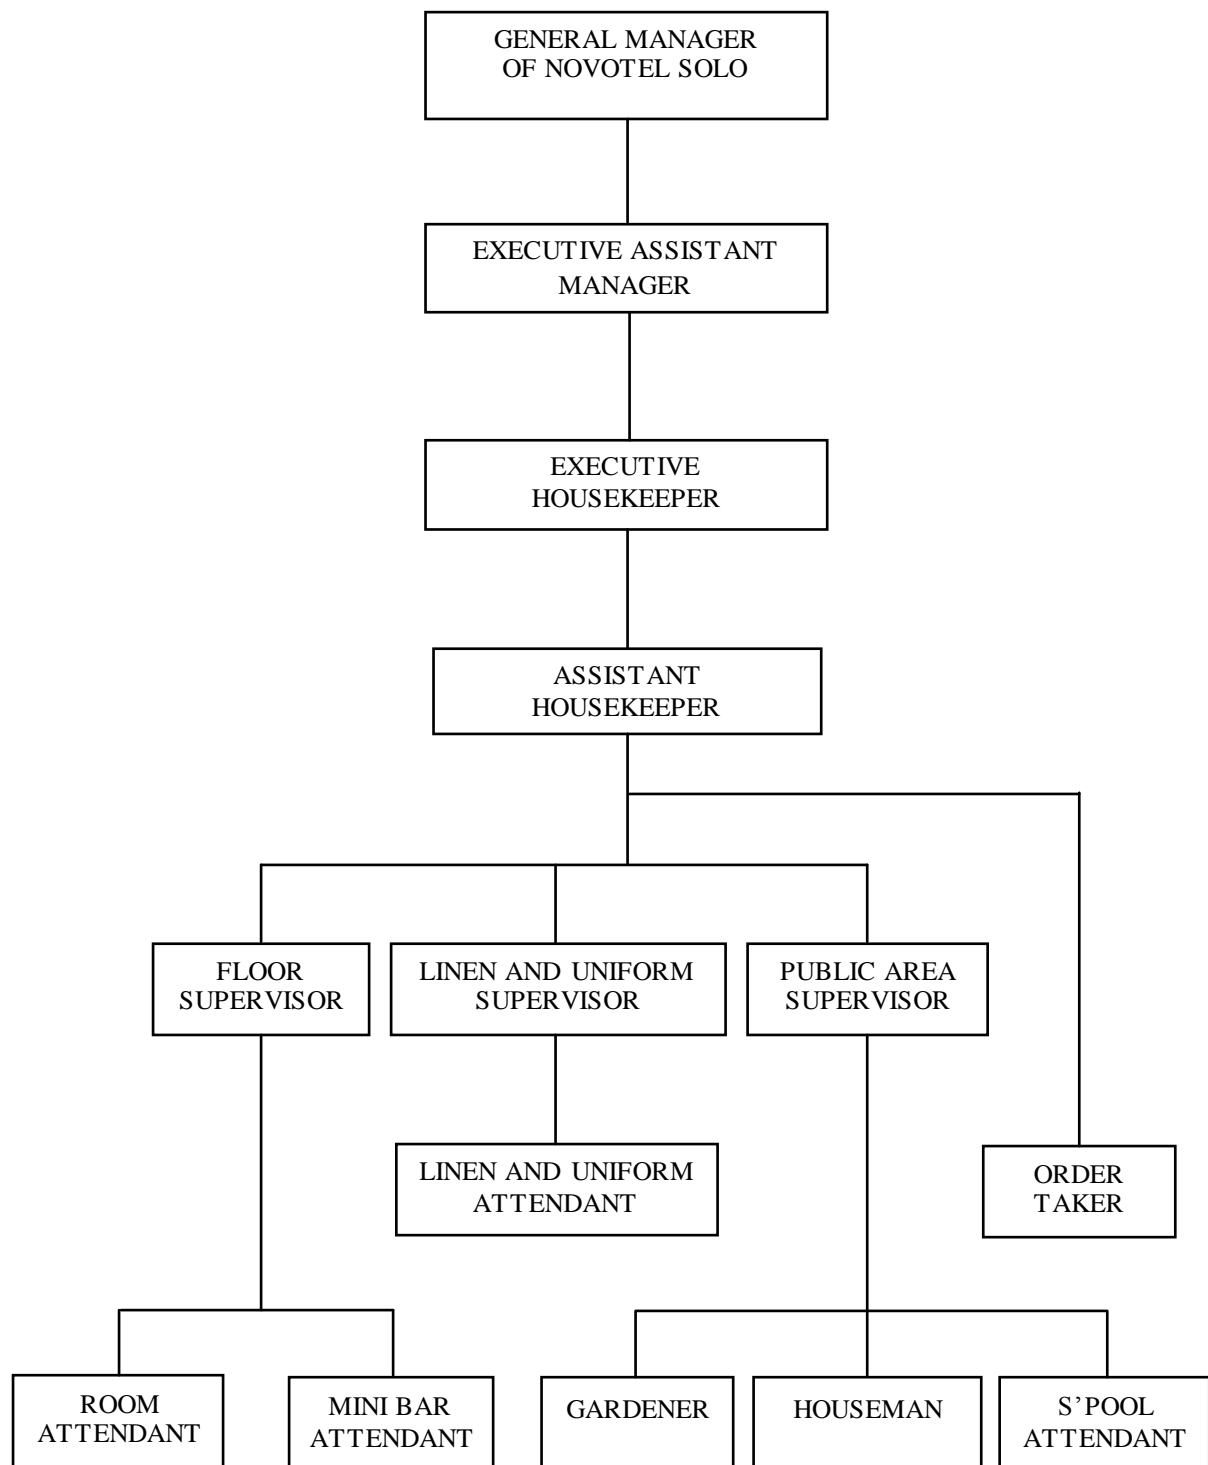 GENERAL MANAGER
OF NOVOTEL SOLO
EXECUTIVE ASSISTANT
MANAGER
EXECUTIVE
HOUSEKEEPER
ASSISTANT
HOUSEKEEPER
FLOOR
SUPERVISOR
LINEN AND UNIFORM
SUPERVISOR
PUBLIC AREA
SUPERVISOR
LINEN AND UNIFORM
ATTENDANT
ORDER
TAKER
ROOM
ATTENDANT
MINI BAR
ATTENDANT
GARDENER
HOUSEMAN
S’POOL
ATTENDANT